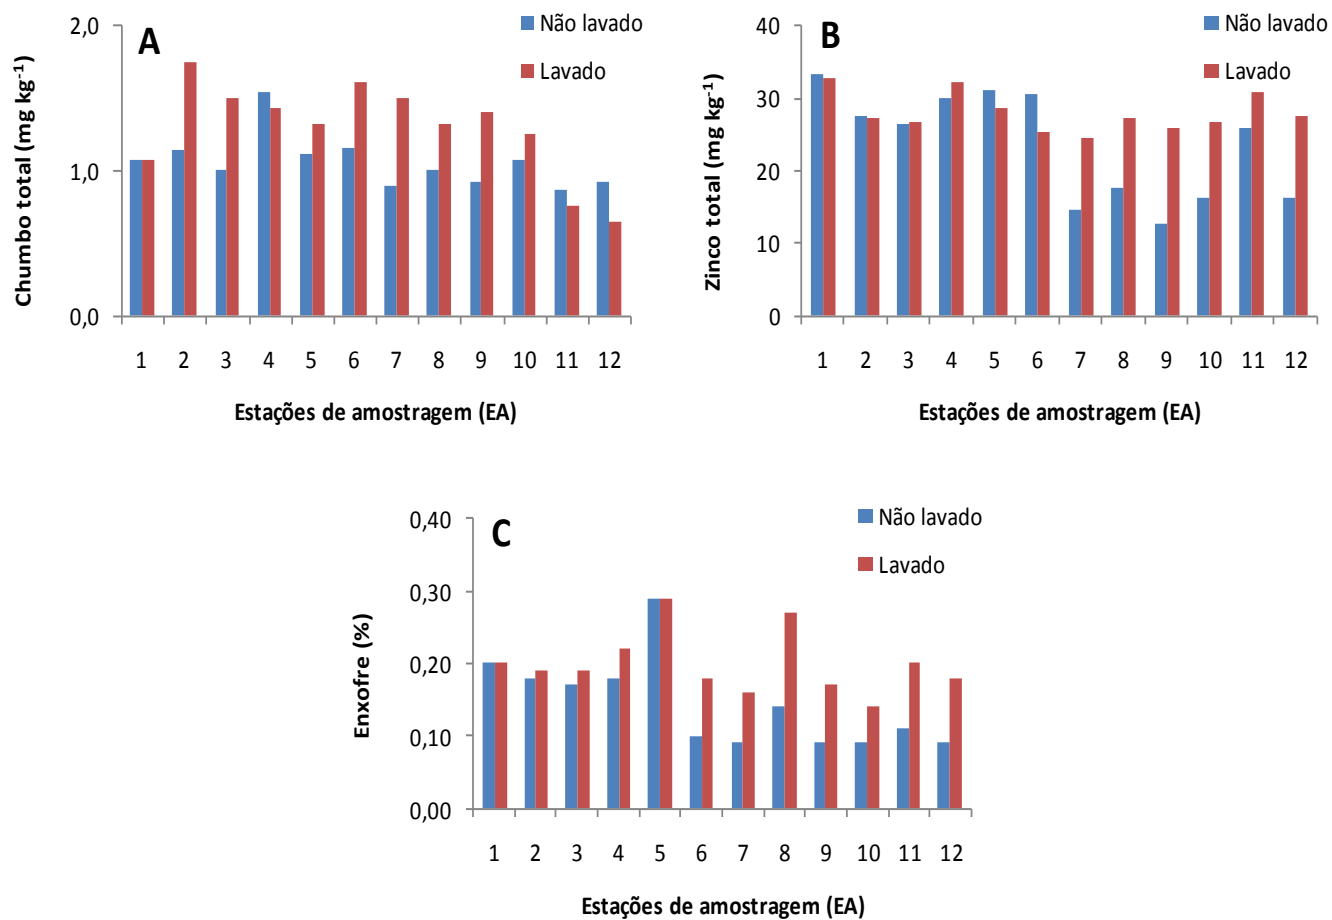 A
Não lavado
Lavado
Chumbo total (mg kg⁻¹)
2,0
1,0
0,0
1 2 3 4 5 6 7 8 9 10 11 12
Estações de amostragem (EA)
B
Não lavado
Lavado
Zinco total (mg kg⁻¹)
40
30
20
10
0
1 2 3 4 5 6 7 8 9 10 11 12
Estações de amostragem (EA)
C
Não lavado
Lavado
Enxofre (%)
0,40
0,30
0,20
0,10
0,00
1 2 3 4 5 6 7 8 9 10 11 12
Estações de amostragem (EA)